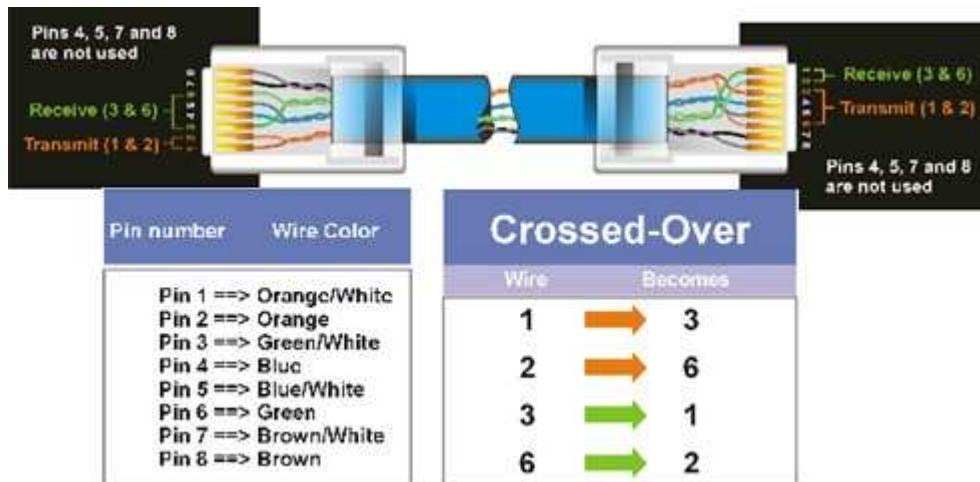 Pins 4, 5, 7 and 8
are not used
Receive (3 & 6)
Transmit (1 & 2)
Receive (3 & 6)
Transmit (1 & 2)
Pins 4, 5, 7 and 8
are not used
Pin number Wire Color
Pin 1 ==> Orange/White
Pin 2 ==> Orange
Pin 3 ==> Green/White
Pin 4 ==> Blue
Pin 5 ==> Blue/White
Pin 6 ==> Green
Pin 7 ==> Brown/White
Pin 8 ==> Brown
Crossed-Over
Wire Becomes
1 3
2 6
3 1
6 2